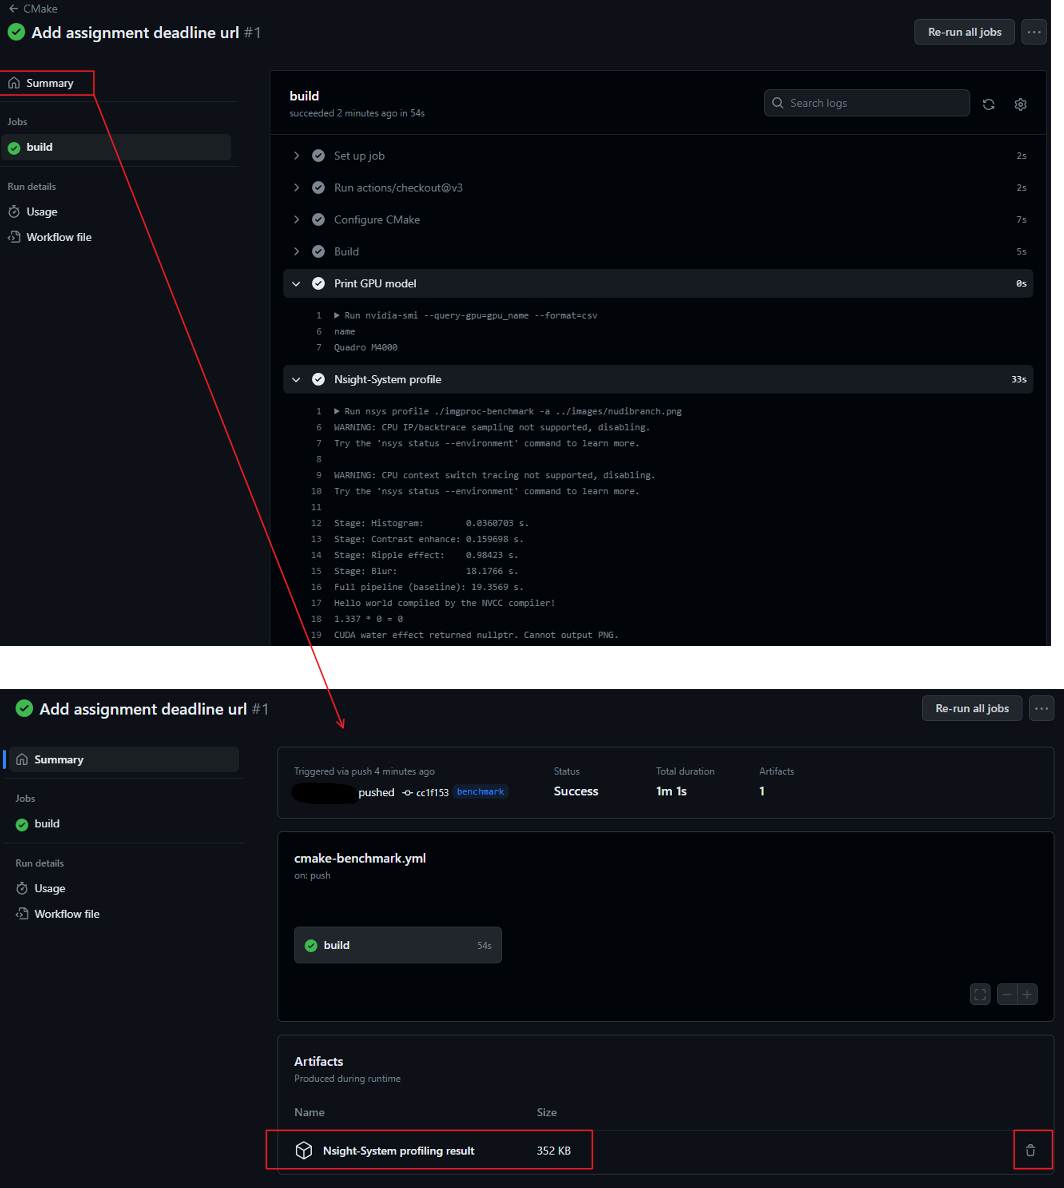 ← CMake
Add assignment deadline url #1
Re-run all jobs
Summary
Jobs
build
Run details
Usage
Workflow file
build
succeeded 2 minutes ago in 54s
Search logs
Set up job 2s
Run actions/checkout@v3 2s
Configure CMake 7s
Build 5s
Print GPU model 0s
1 ▶ Run nvidia-smi --query-gpu=gpu_name --format=csv
6 name
7 Quadro M4000
Nsight-System profile 33s
1 ▶ Run nsys profile ./imgproc-benchmark -a ../images/nudibranch.png
6 WARNING: CPU IP/backtrace sampling not supported, disabling.
7 Try the 'nsys status --environment' command to learn more.
8
9 WARNING: CPU context switch tracing not supported, disabling.
10 Try the 'nsys status --environment' command to learn more.
11
12 Stage: Histogram: 0.0360703 s.
13 Stage: Contrast enhance: 0.159698 s.
14 Stage: Ripple effect: 0.98423 s.
15 Stage: Blur: 18.1766 s.
16 Full pipeline (baseline): 19.3569 s.
17 Hello world compiled by the NVCC compiler!
18 1.337 * 0 = 0
19 CUDA water effect returned nullptr. Cannot output PNG.
Add assignment deadline url #1
Re-run all jobs
Summary
Jobs
build
Run details
Usage
Workflow file
Triggered via push 4 minutes ago
pushed cc1f153 benchmark
Status
Success
Total duration
1m 1s
Artifacts
1
cmake-benchmark.yml
on: push
build 54s
Artifacts
Produced during runtime
Name Size
Nsight-System profiling result 352 KB